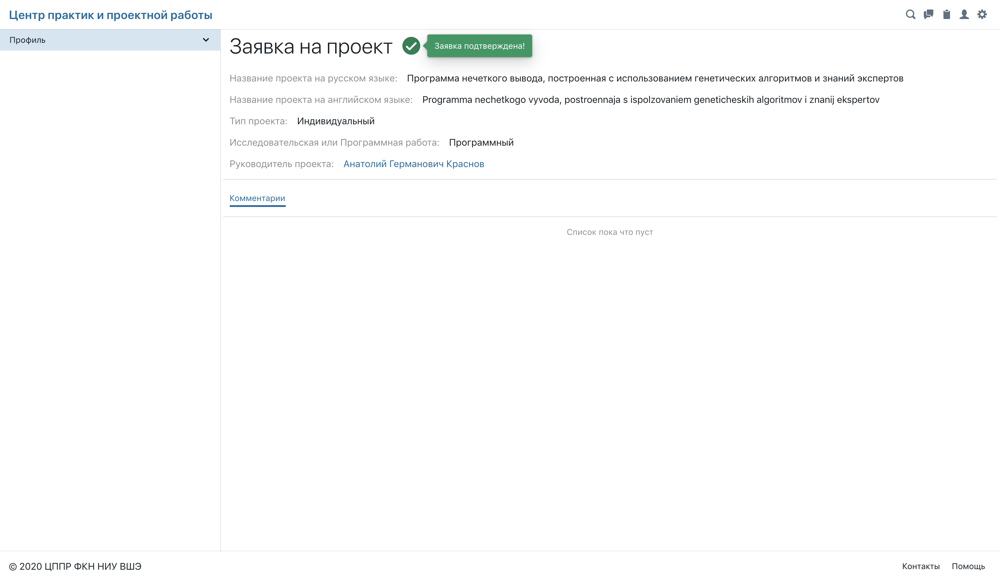 Центр практик и проектной работы
Профиль
Заявка на проект
Заявка подтверждена!
Название проекта на русском языке: Программа нечеткого вывода, построенная с использованием генетических алгоритмов и знаний экспертов
Название проекта на английском языке: Programma nechetkogo vyvoda, postroennaja s ispolzovaniem geneticheskih algoritmov i znanij ekspertov
Тип проекта: Индивидуальный
Исследовательская или Программная работа: Программный
Руководитель проекта: Анатолий Германович Краснов
Комментарии
Список пока что пуст
© 2020 ЦППР ФКН НИУ ВШЭ
Контакты Помощь